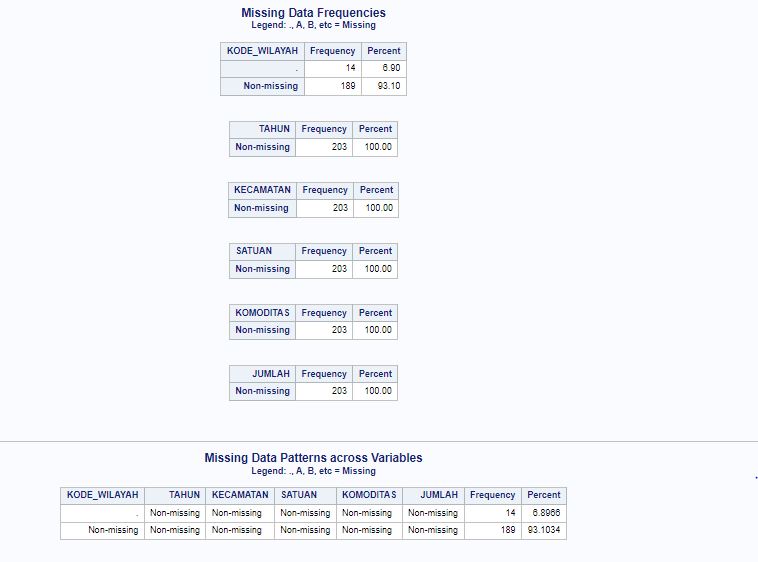 Missing Data Frequencies
Legend: ., A, B, etc = Missing
KODE_WILAYAH Frequency Percent
. 14 6.90
Non-missing 189 93.10
TAHUN Frequency Percent
Non-missing 203 100.00
KECAMATAN Frequency Percent
Non-missing 203 100.00
SATUAN Frequency Percent
Non-missing 203 100.00
KOMODITAS Frequency Percent
Non-missing 203 100.00
JUMLAH Frequency Percent
Non-missing 203 100.00
Missing Data Patterns across Variables
Legend: ., A, B, etc = Missing
KODE_WILAYAH TAHUN KECAMATAN SATUAN KOMODITAS JUMLAH Frequency Percent
. Non-missing Non-missing Non-missing Non-missing Non-missing 14 6.8966
Non-missing Non-missing Non-missing Non-missing Non-missing Non-missing 189 93.1034